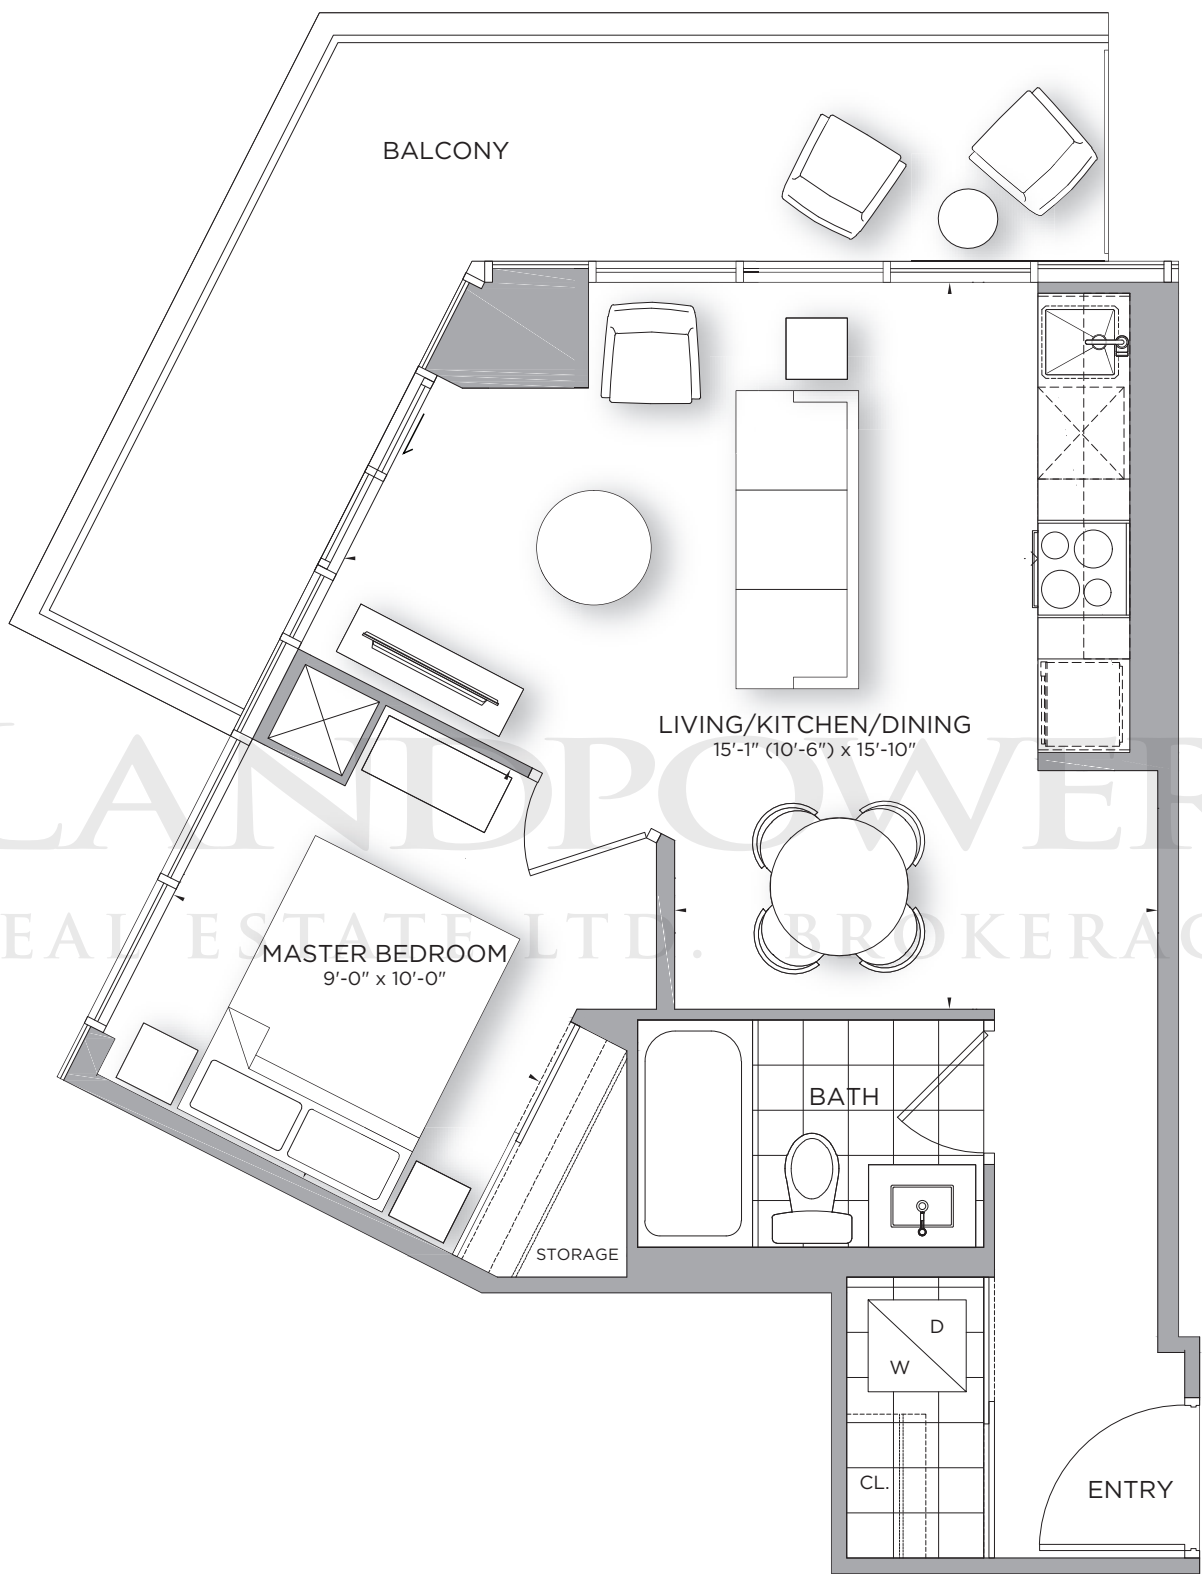 BALCONY
LIVING/KITCHEN/DINING
15'-1" (10'-6") x 15'-10"
LANDPOWER
REAL ESTATE LTD. BROKERAGE
MASTER BEDROOM
9'-0" x 10'-0"
BATH
STORAGE
D
W
CL.
ENTRY